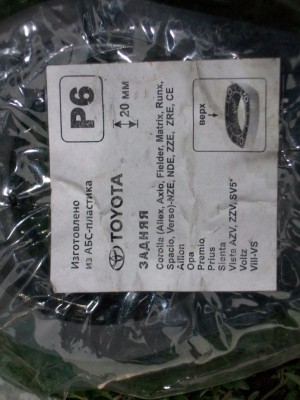 P6
20 мм
верх
Изготовлено
из АБС-пластика
TOYOTA
ЗАДНЯЯ
Corolla (Allex, Axio, Fielder, Matrix, Runx,
Spacio, Verso)-NZE, NDE, ZZE, ZRE, CE
Allion
Opa
Premio
Prius
Sienta
Vista AZV, ZZV, SV5*
Voltz
Vill-VS